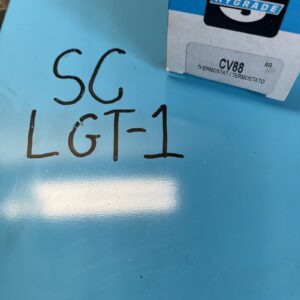 HYGRADE
CV88
AR
THERMOSTAT / TERMOSTATO
SC
LGT-1